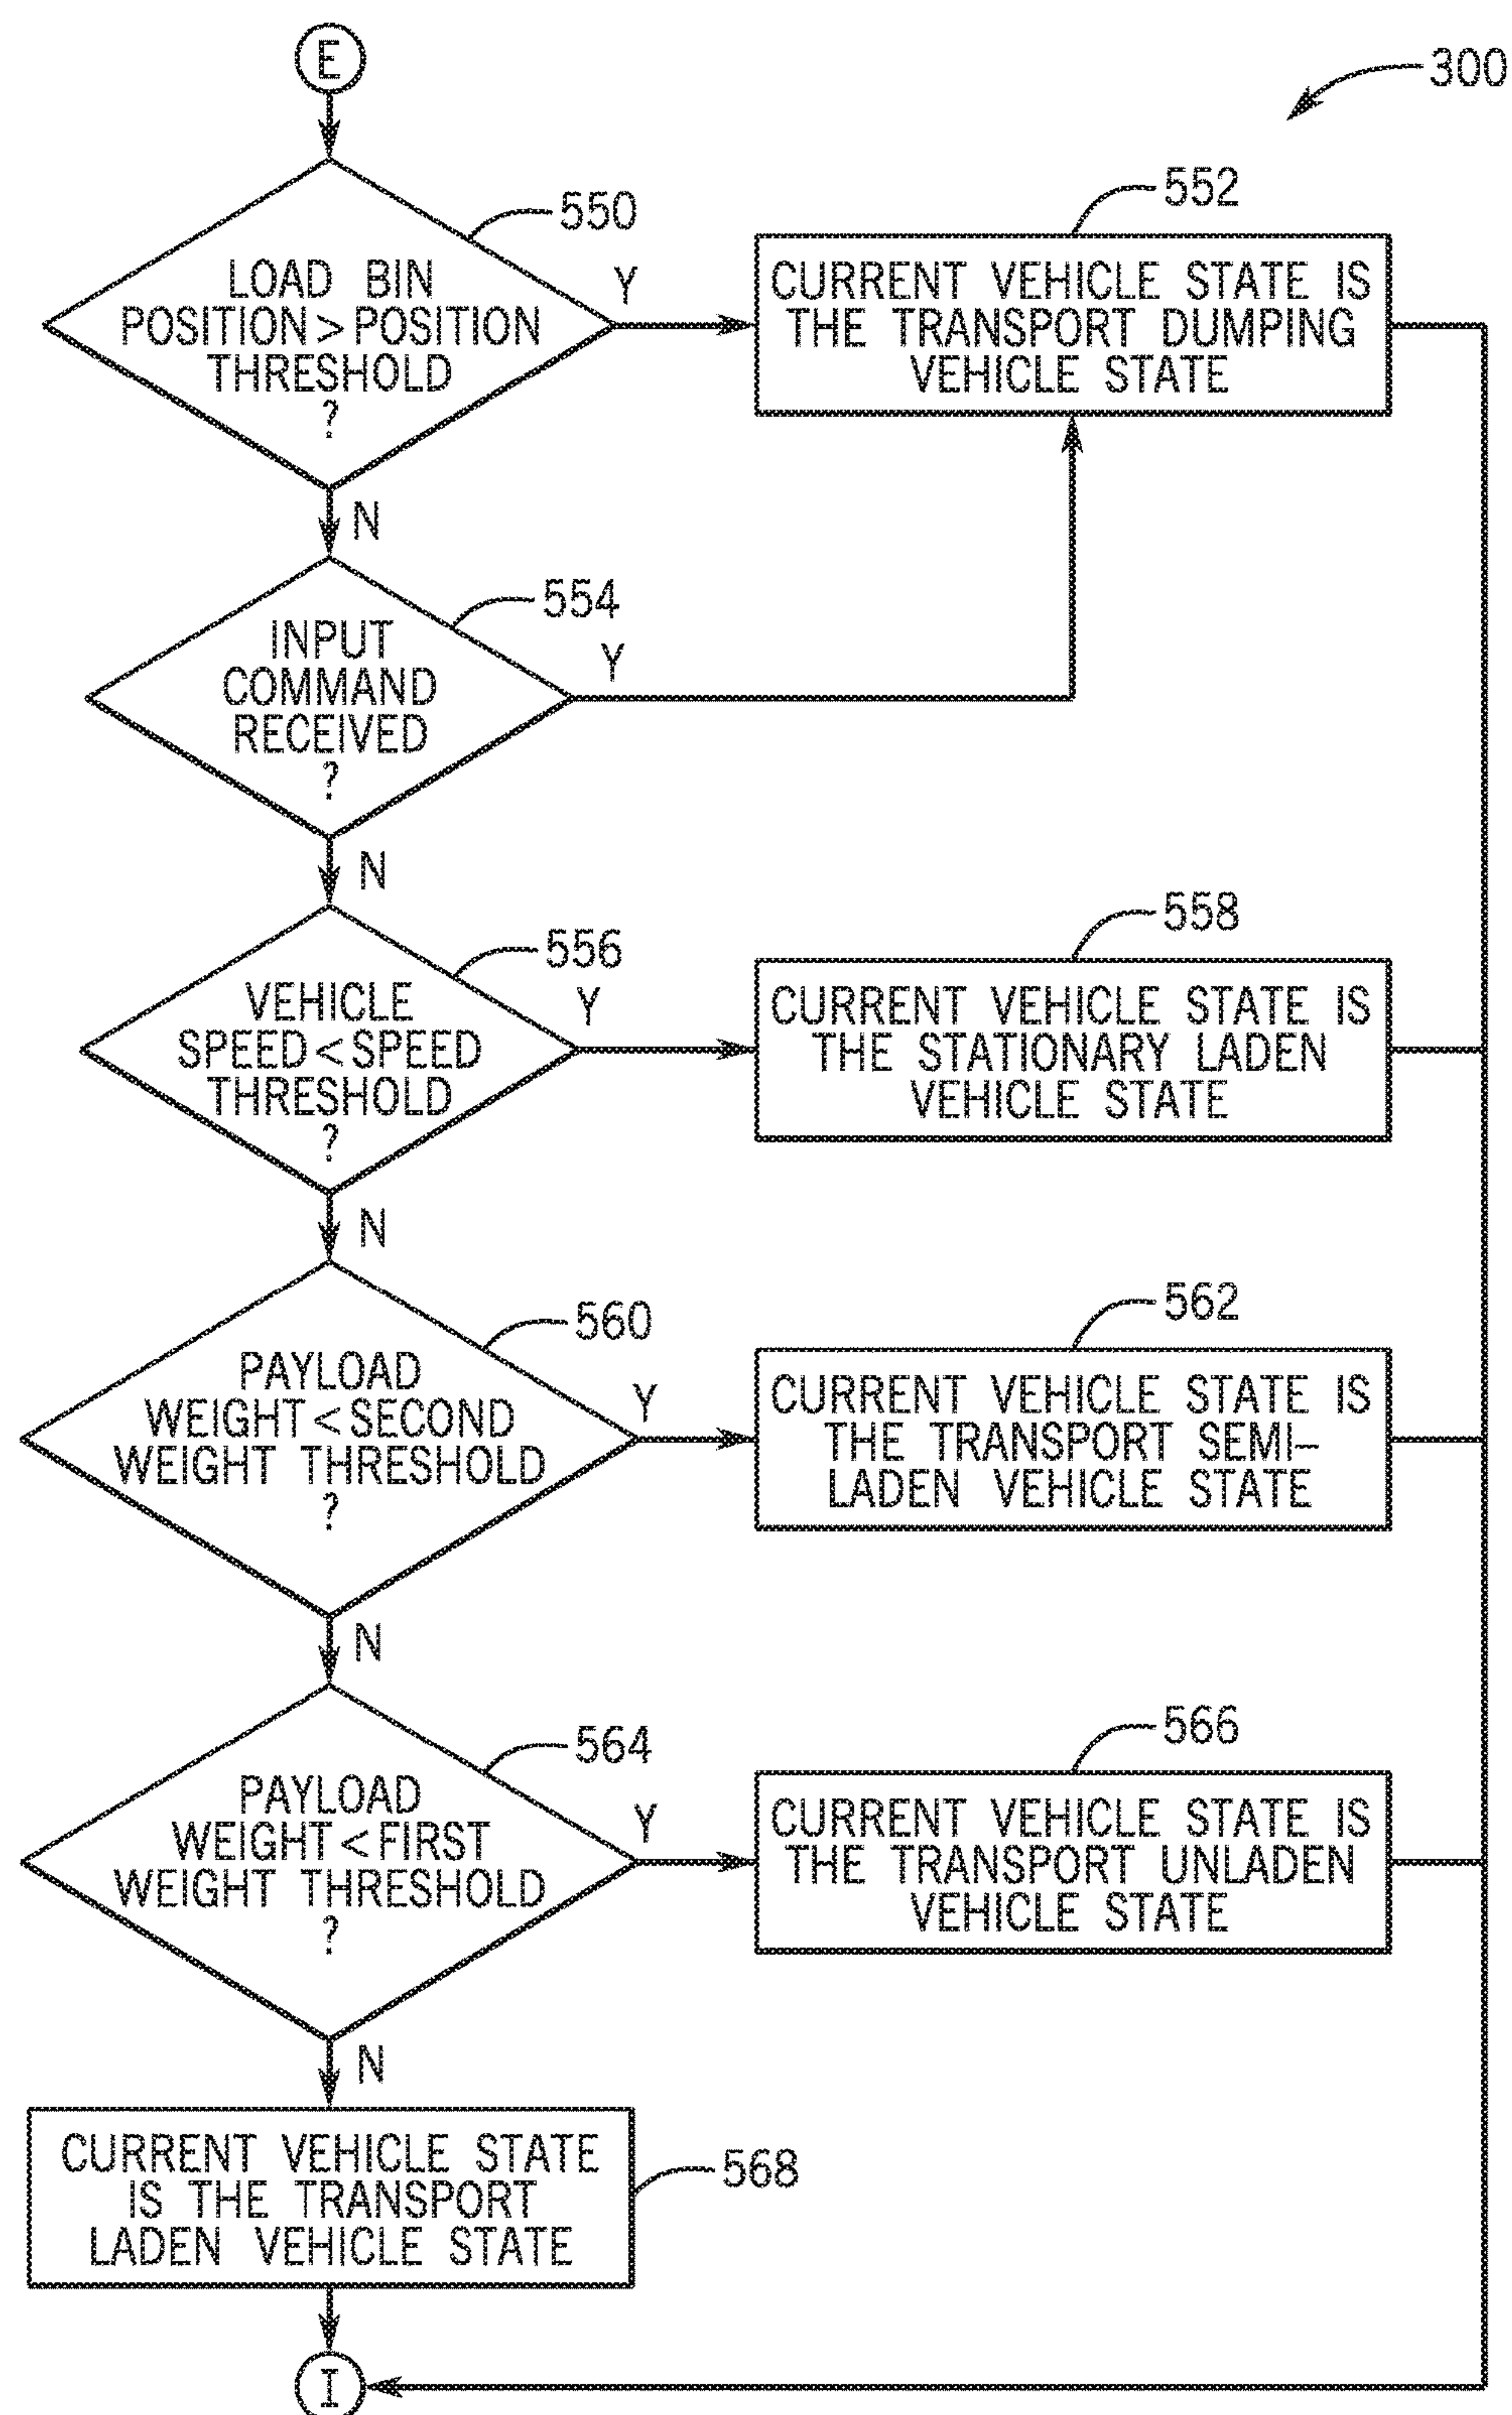 E
300
550
552
LOAD BIN
POSITION > POSITION
THRESHOLD
?
Y
CURRENT VEHICLE STATE IS
THE TRANSPORT DUMPING
VEHICLE STATE
N
554
INPUT
COMMAND
RECEIVED
?
Y
N
556
558
VEHICLE
SPEED < SPEED
THRESHOLD
?
Y
CURRENT VEHICLE STATE IS
THE STATIONARY LADEN
VEHICLE STATE
N
560
562
PAYLOAD
WEIGHT < SECOND
WEIGHT THRESHOLD
?
Y
CURRENT VEHICLE STATE IS
THE TRANSPORT SEMI–
LADEN VEHICLE STATE
N
564
566
PAYLOAD
WEIGHT < FIRST
WEIGHT THRESHOLD
?
Y
CURRENT VEHICLE STATE IS
THE TRANSPORT UNLADEN
VEHICLE STATE
N
CURRENT VEHICLE STATE
IS THE TRANSPORT
LADEN VEHICLE STATE
568
I